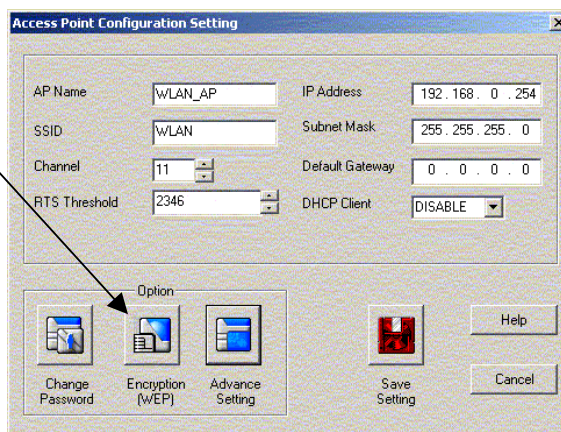 Access Point Configuration Setting
AP Name WLAN_AP IP Address 192.168. 0 .254
SSID WLAN Subnet Mask 255.255.255. 0
Channel 11 Default Gateway 0 . 0 . 0 . 0
RTS Threshold 2346 DHCP Client DISABLE
Option
Change Password
Encryption (WEP)
Advance Setting
Save Setting
Help
Cancel